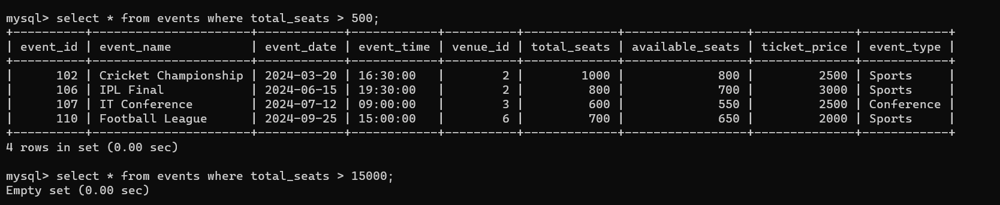 mysql> select * from events where total_seats > 500;
+----------+----------------------+------------+------------+----------+-------------+-----------------+--------------+------------+
| event_id | event_name           | event_date | event_time | venue_id | total_seats | available_seats | ticket_price | event_type |
+----------+----------------------+------------+------------+----------+-------------+-----------------+--------------+------------+
|      102 | Cricket Championship | 2024-03-20 | 16:30:00   |        2 |        1000 |             800 |         2500 | Sports     |
|      106 | IPL Final            | 2024-06-15 | 19:30:00   |        2 |         800 |             700 |         3000 | Sports     |
|      107 | IT Conference        | 2024-07-12 | 09:00:00   |        3 |         600 |             550 |         2500 | Conference |
|      110 | Football League      | 2024-09-25 | 15:00:00   |        6 |         700 |             650 |         2000 | Sports     |
+----------+----------------------+------------+------------+----------+-------------+-----------------+--------------+------------+
4 rows in set (0.00 sec)

mysql> select * from events where total_seats > 15000;
Empty set (0.00 sec)